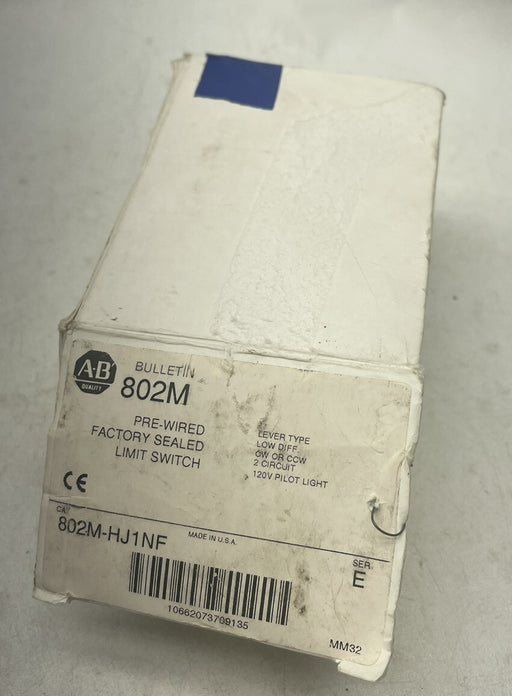 A-B
QUALITY
BULLETIN
802M
PRE-WIRED
FACTORY SEALED
LIMIT SWITCH
LEVER TYPE
LOW DIFF.
CW OR CCW
2 CIRCUIT
120V PILOT LIGHT
CE
CAT
802M-HJ1NF
MADE IN U.S.A.
SER.
E
10662073709135
MM32